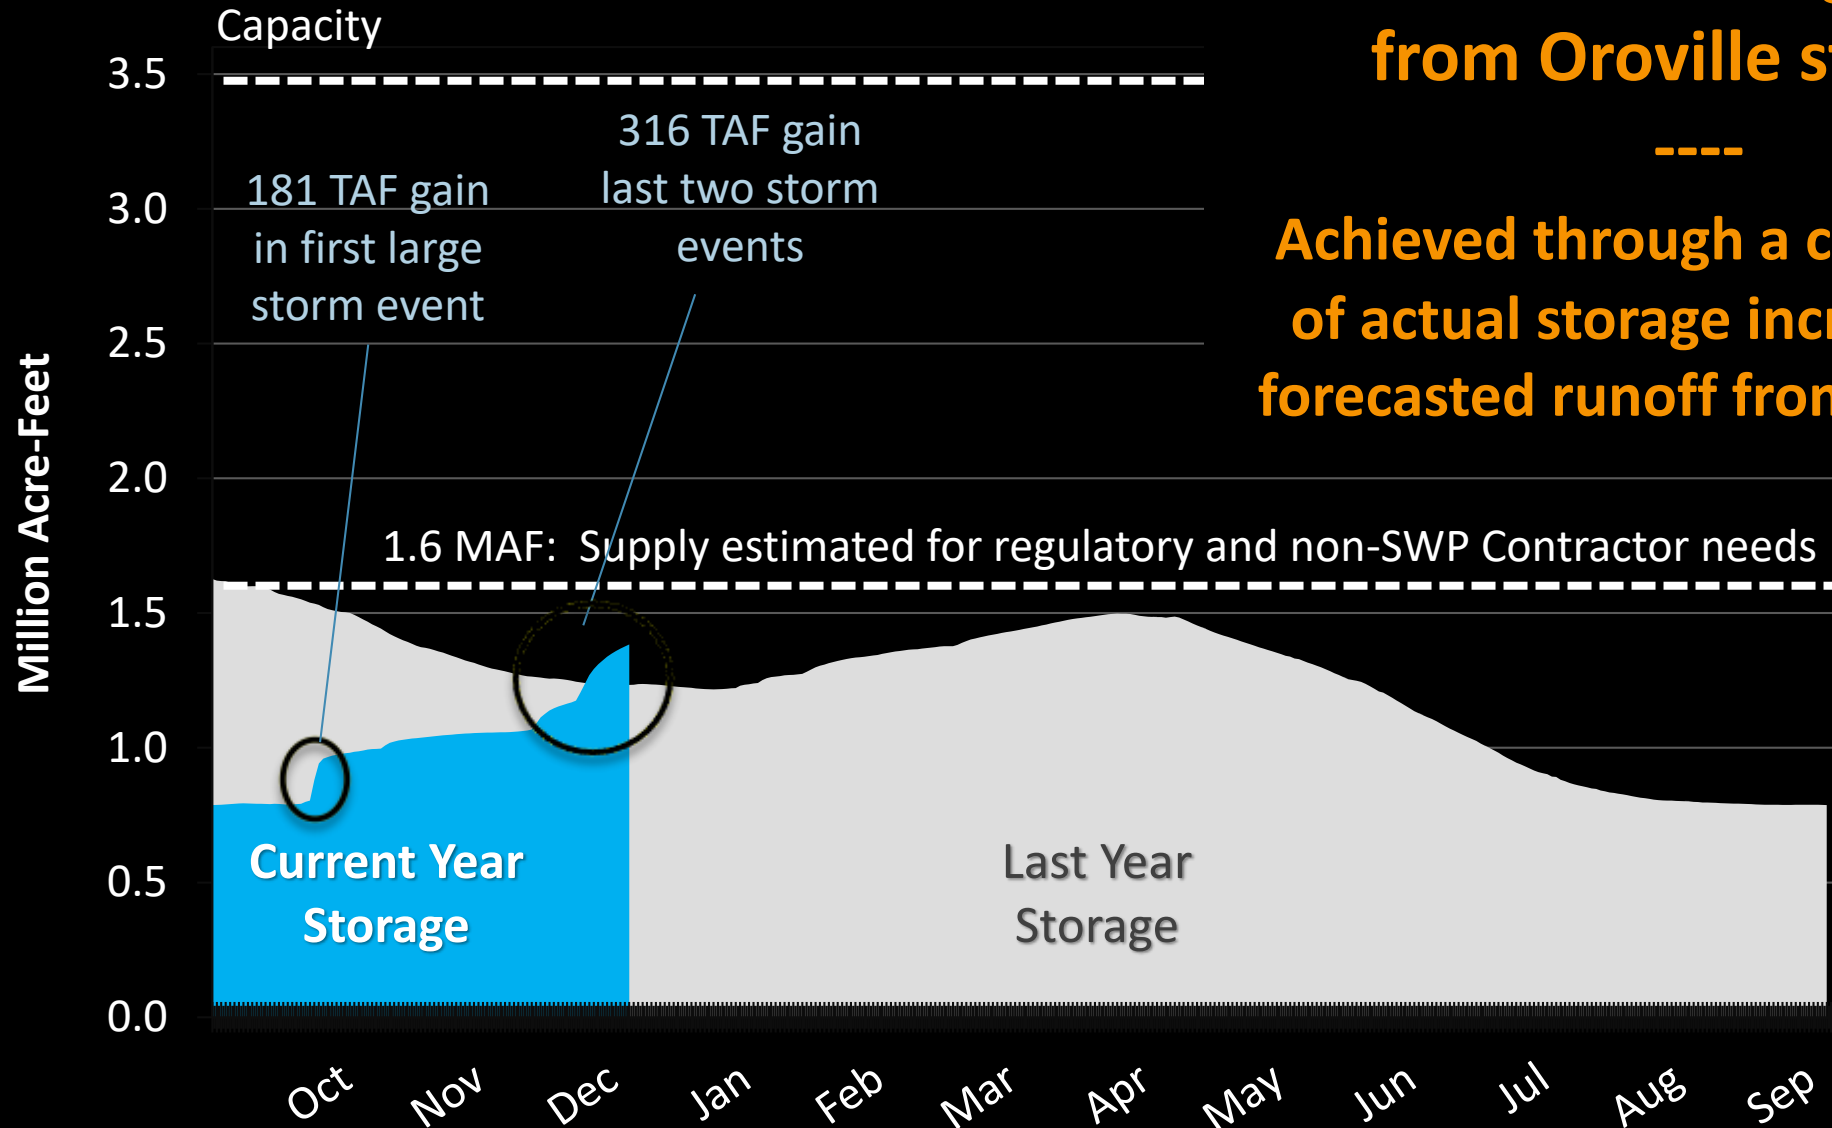 Capacity
from Oroville
----
Achieved through a
of actual storage
forecasted runoff
316 TAF gain
last two storm
events
181 TAF gain
in first large
storm event
1.6 MAF:  Supply estimated for regulatory and non-SWP Contractor needs
Million Acre-Feet
3.5
3.0
2.5
2.0
1.5
1.0
0.5
0.0
Current Year
Storage
Last Year
Storage
Oct
Nov
Dec
Jan
Feb
Mar
Apr
May
Jun
Jul
Aug
Sep